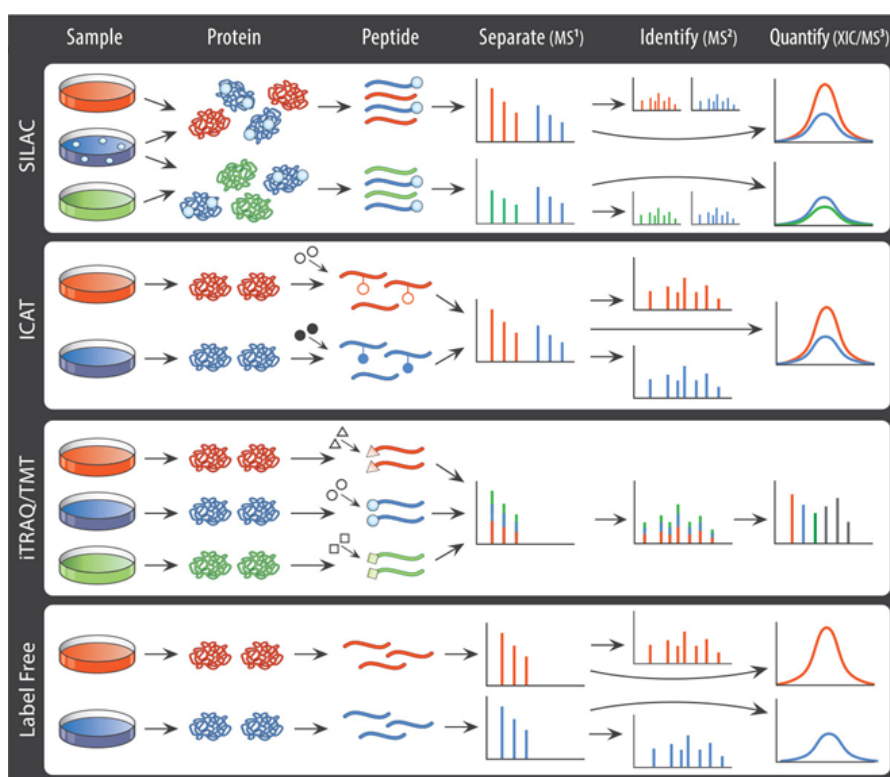 Sample Protein Peptide Separate (MS¹) Identify (MS²) Quantify (XIC/MS³)
SILAC
ICAT
iTRAQ/TMT
Label Free